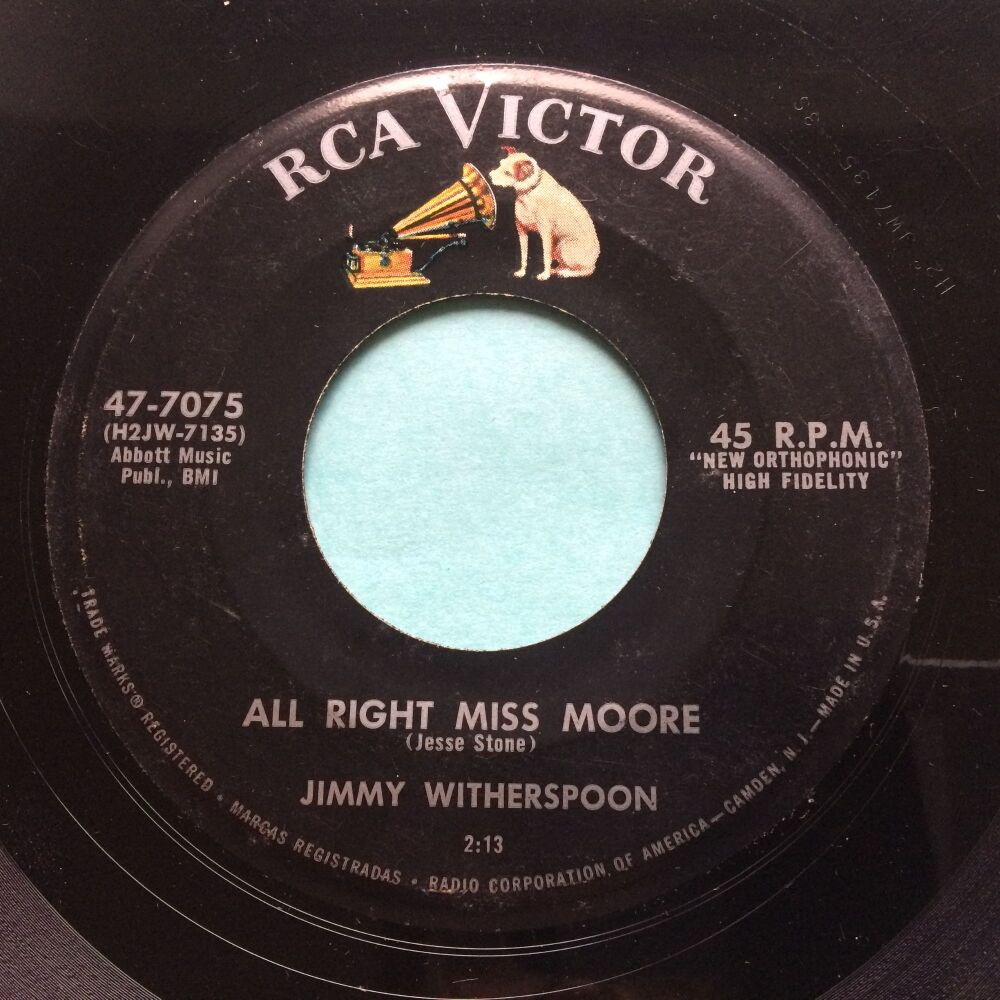 RCA VICTOR
47-7075
(H2JW-7135)
Abbott Music
Publ., BMI
45 R.P.M.
"NEW ORTHOPHONIC"
HIGH FIDELITY
ALL RIGHT MISS MOORE
(Jesse Stone)
JIMMY WITHERSPOON
2:13
TRADE MARKS ® REGISTERED • MARCAS REGISTRADAS • RADIO CORPORATION OF AMERICA—CAMDEN, N. J.—MADE IN U.S.A.